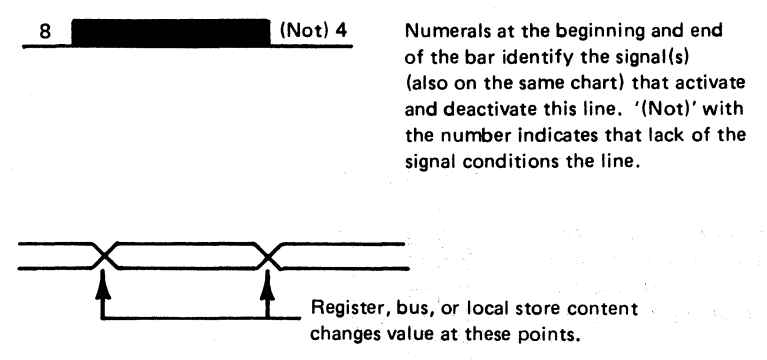 8 (Not) 4
Numerals at the beginning and end
of the bar identify the signal(s)
(also on the same chart) that activate
and deactivate this line. '(Not)' with
the number indicates that lack of the
signal conditions the line.
Register, bus, or local store content
changes value at these points.